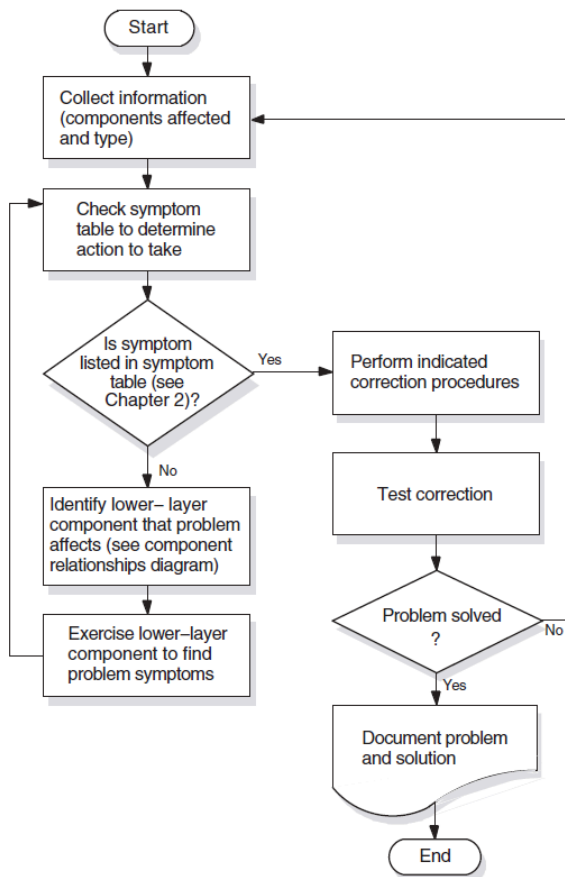 Start
Collect information
(components affected
and type)
Check symptom
table to determine
action to take
Is symptom
listed in symptom
table (see
Chapter 2)?
Yes
No
Identify lower– layer
component that problem
affects (see component
relationships diagram)
Exercise lower–layer
component to find
problem symptoms
Perform indicated
correction procedures
Test correction
Problem solved
?
No
Yes
Document problem
and solution
End